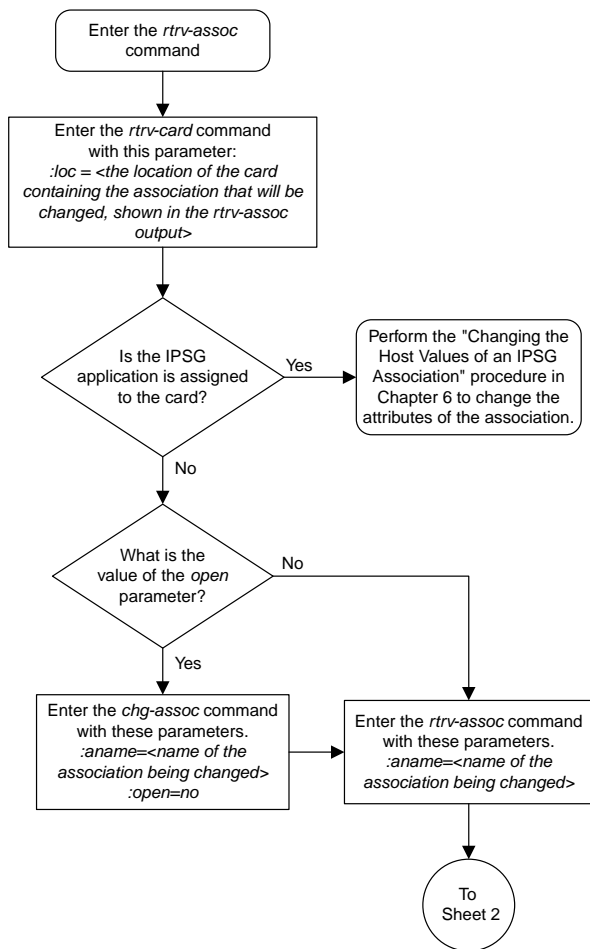 Enter the rtrv-assoc
command
Enter the rtrv-card command
with this parameter:
:loc = <the location of the card
containing the association that will be
changed, shown in the rtrv-assoc
output>
Is the IPSG
application is assigned
to the card?
Yes
Perform the "Changing the
Host Values of an IPSG
Association" procedure in
Chapter 6 to change the
attributes of the association.
No
What is the
value of the open
parameter?
No
Yes
Enter the chg-assoc command
with these parameters.
:aname=<name of the
association being changed>
:open=no
Enter the rtrv-assoc command
with these parameters.
:aname=<name of the
association being changed>
To
Sheet 2